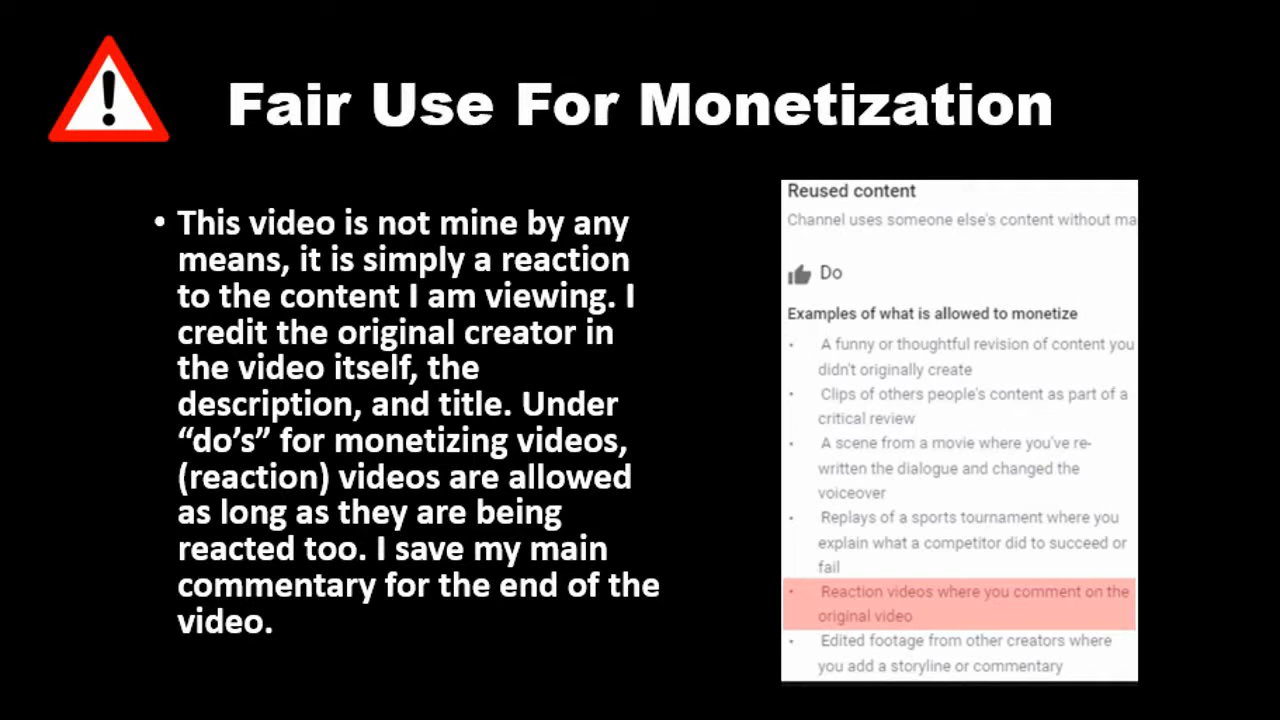 Fair Use For Monetization
• This video is not mine by any
means, it is simply a reaction
to the content I am viewing. I
credit the original creator in
the video itself, the
description, and title. Under
“do’s” for monetizing videos,
(reaction) videos are allowed
as long as they are being
reacted too. I save my main
commentary for the end of the
video.
Reused content
Channel uses someone else's content without ma
Do
Examples of what is allowed to monetize
• A funny or thoughtful revision of content you
didn't originally create
• Clips of others people's content as part of a
critical review
• A scene from a movie where you've re-
written the dialogue and changed the
voiceover
• Replays of a sports tournament where you
explain what a competitor did to succeed or
fail
• Reaction videos where you comment on the
original video
• Edited footage from other creators where
you add a storyline or commentary